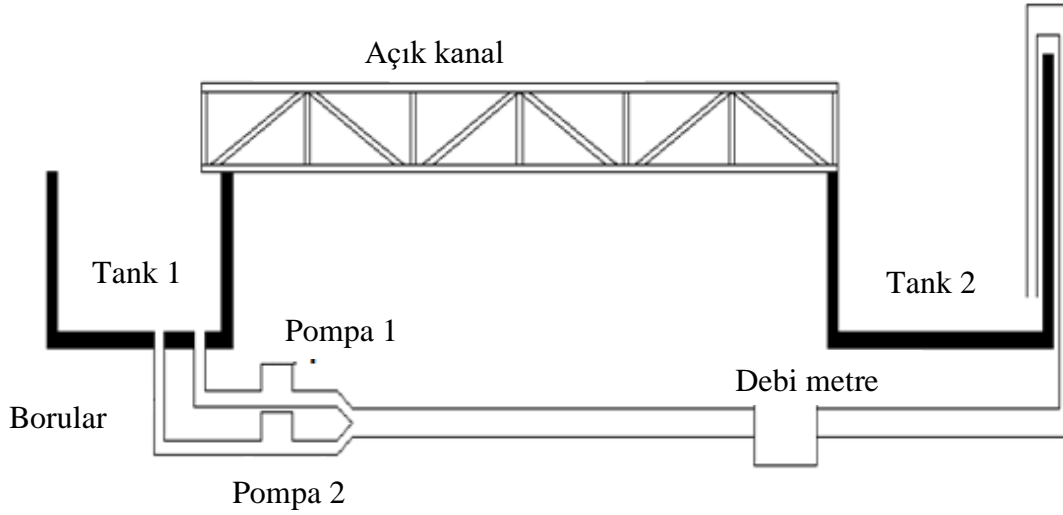 Açık kanal
Tank 1
Tank 2
Pompa 1
Debi metre
Borular
Pompa 2